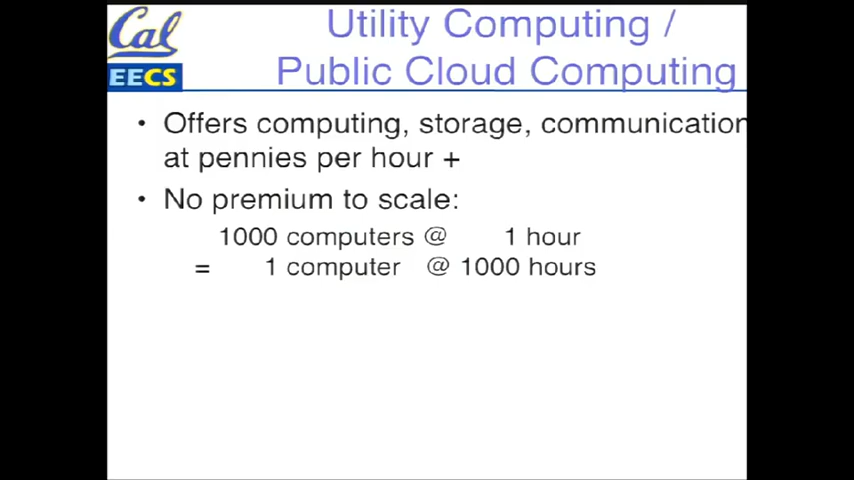 Cal
EECS
Utility Computing /
Public Cloud Computing
• Offers computing, storage, communication
at pennies per hour +
• No premium to scale:
1000 computers @ 1 hour
= 1 computer @ 1000 hours